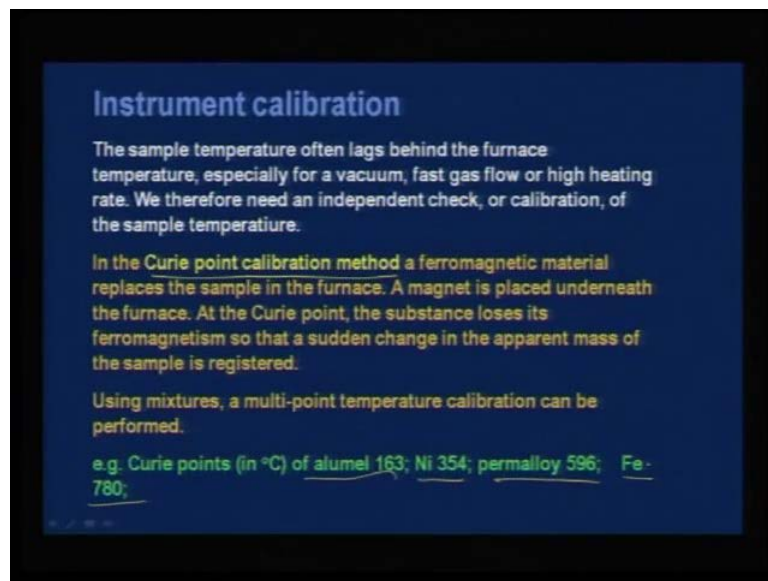 Instrument calibration
The sample temperature often lags behind the furnace
temperature, especially for a vacuum, fast gas flow or high heating
rate. We therefore need an independent check, or calibration, of
the sample temperatiure.
In the Curie point calibration method a ferromagnetic material
replaces the sample in the furnace. A magnet is placed underneath
the furnace. At the Curie point, the substance loses its
ferromagnetism so that a sudden change in the apparent mass of
the sample is registered.
Using mixtures, a multi-point temperature calibration can be
performed.
e.g. Curie points (in °C) of alumel 163; Ni 354; permalloy 596; Fe-
780;